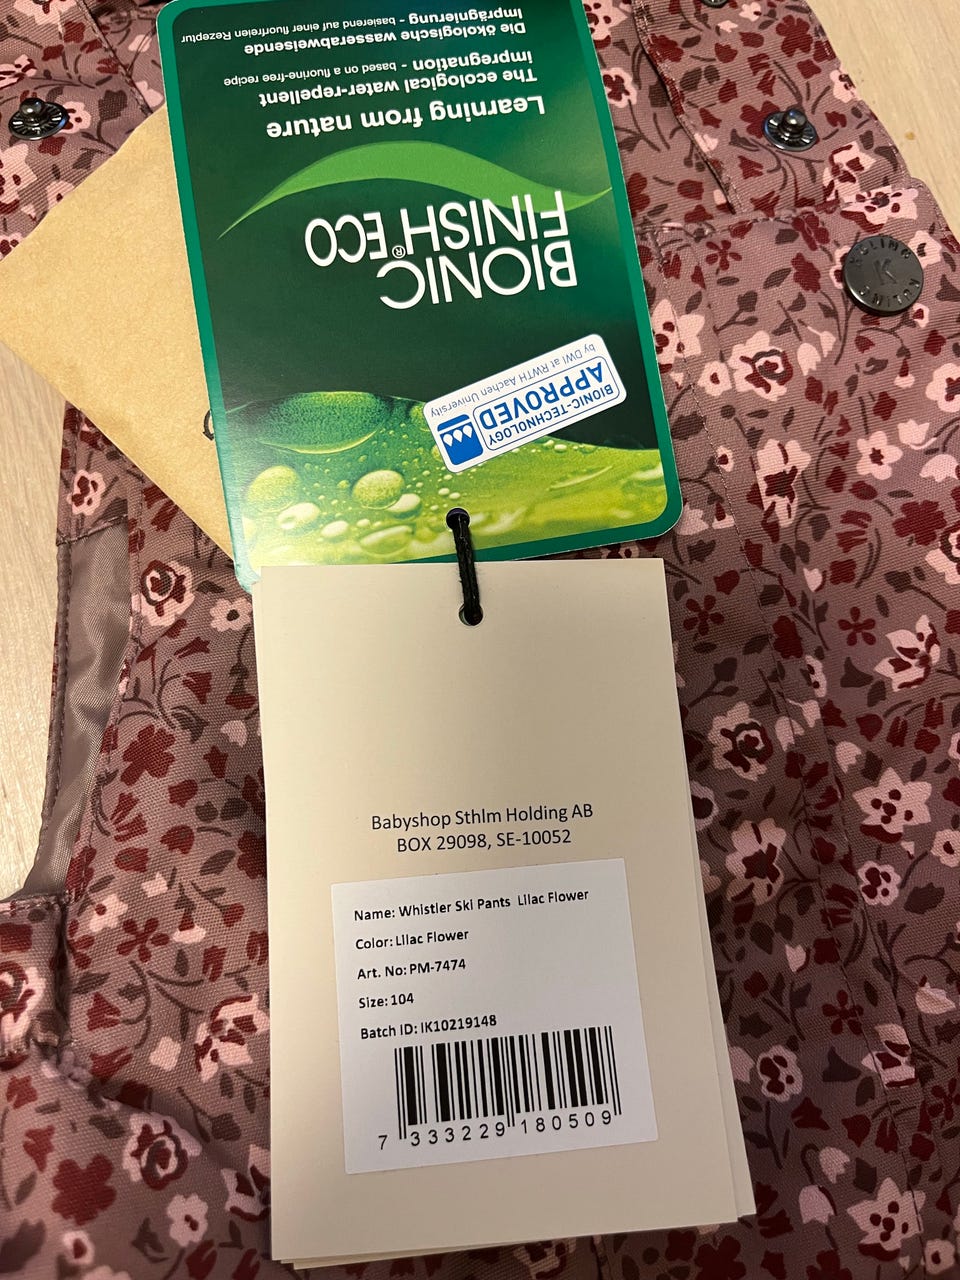 Learning from nature
The ecological water-repellent
impregnation - based on a fluorine-free recipe
Die ökologische wasserabweisende
Imprägnierung - basierend auf einer fluorfreien Rezeptur
BIONIC
FINISH®ECO
BIONIC-TECHNOLOGY
APPROVED
by DWI at RWTH Aachen University
KLING
K
Babyshop Sthlm Holding AB
BOX 29098, SE-10052
Name: Whistler Ski Pants Lilac Flower
Color: Lilac Flower
Art. No: PM-7474
Size: 104
Batch ID: IK10219148
7 333229 180509